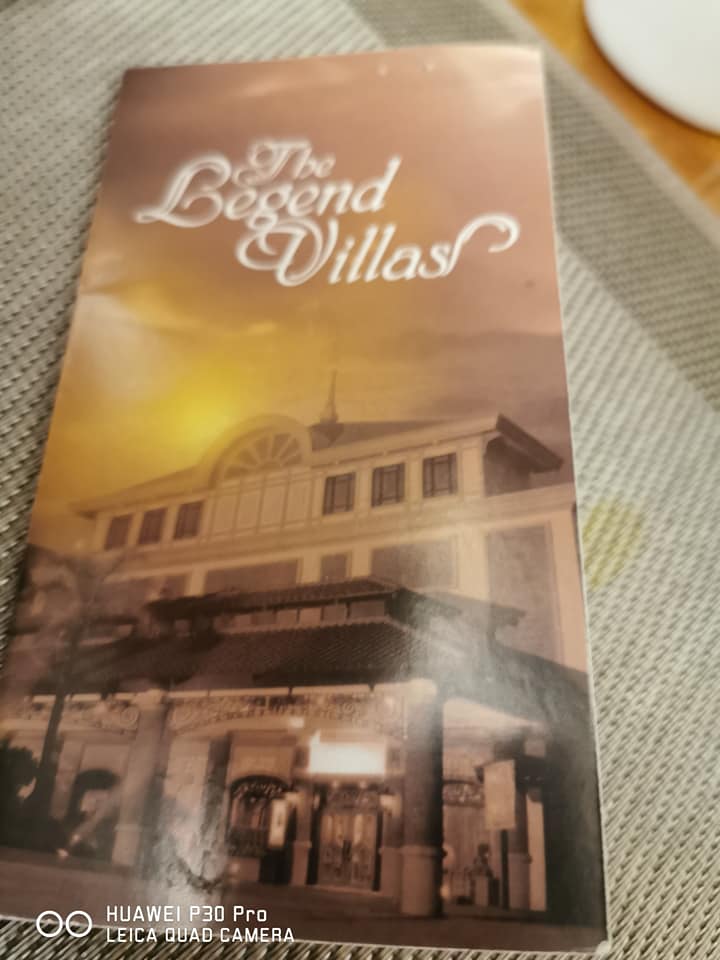 The
Legend
Villas
HUAWEI P30 Pro
LEICA QUAD CAMERA